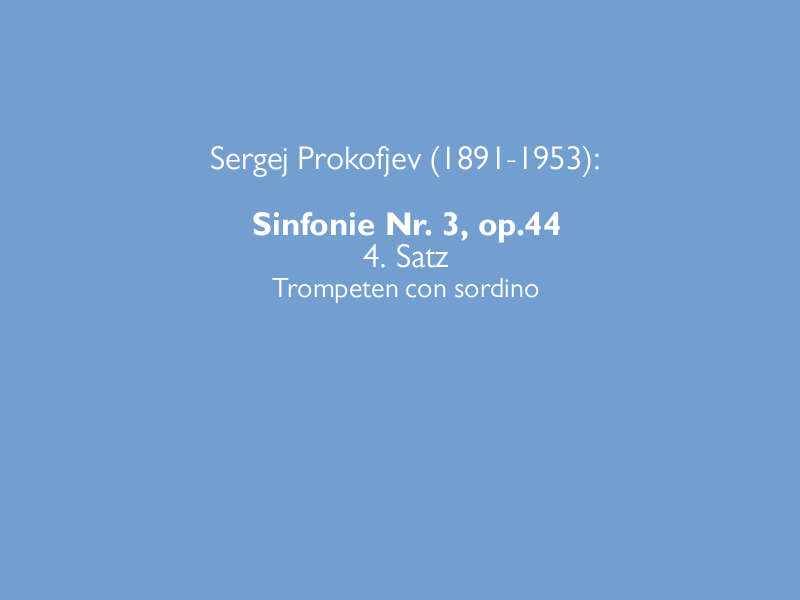 Sergej Prokofjev (1891-1953):
Sinfonie Nr. 3, op.44
4. Satz
Trompeten con sordino